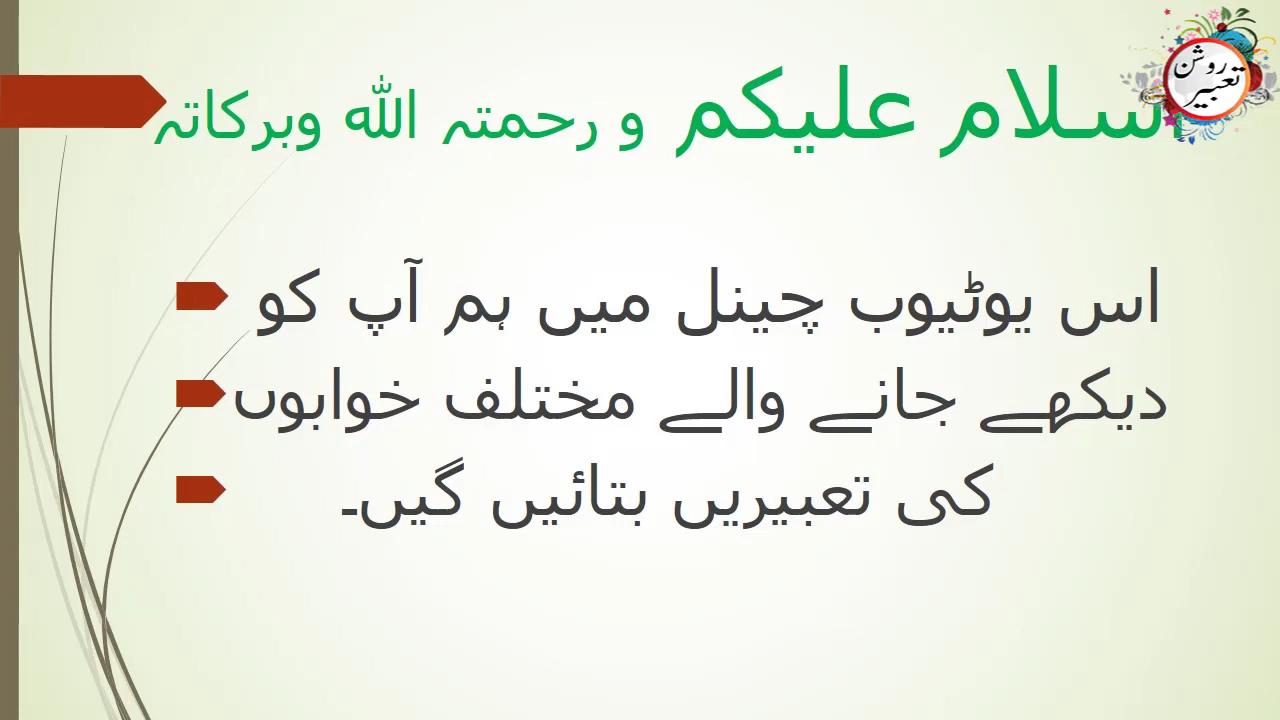 اسلام علیکم و رحمتہ اللہ وبرکاتہ
روشن
تعبیر
اس یوٹیوب چینل میں ہم آپ کو
دیکھے جانے والے مختلف خوابوں
کی تعبیریں بتائیں گیں۔